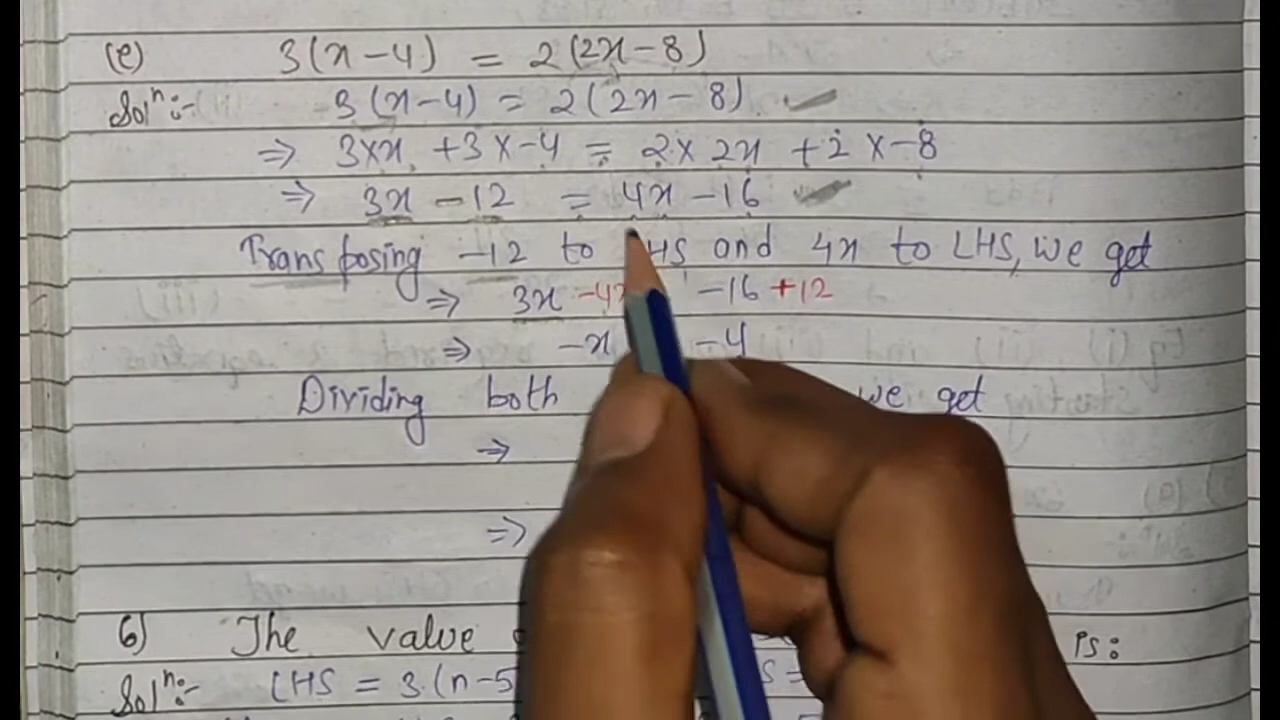 (e) 3(x-4) = 2(2x-8)
Solⁿ:- 3(x-4) = 2(2x-8)
⇒ 3×x +3×-4 = 2×2x +2×-8
⇒ 3x -12 = 4x -16
Transposing -12 to HS and 4x to LHS, we get
⇒ 3x -4x -16 +12
⇒ -x -4
Dividing both we get
⇒
⇒
6) The value is:
Solⁿ:- LHS = 3(n-5